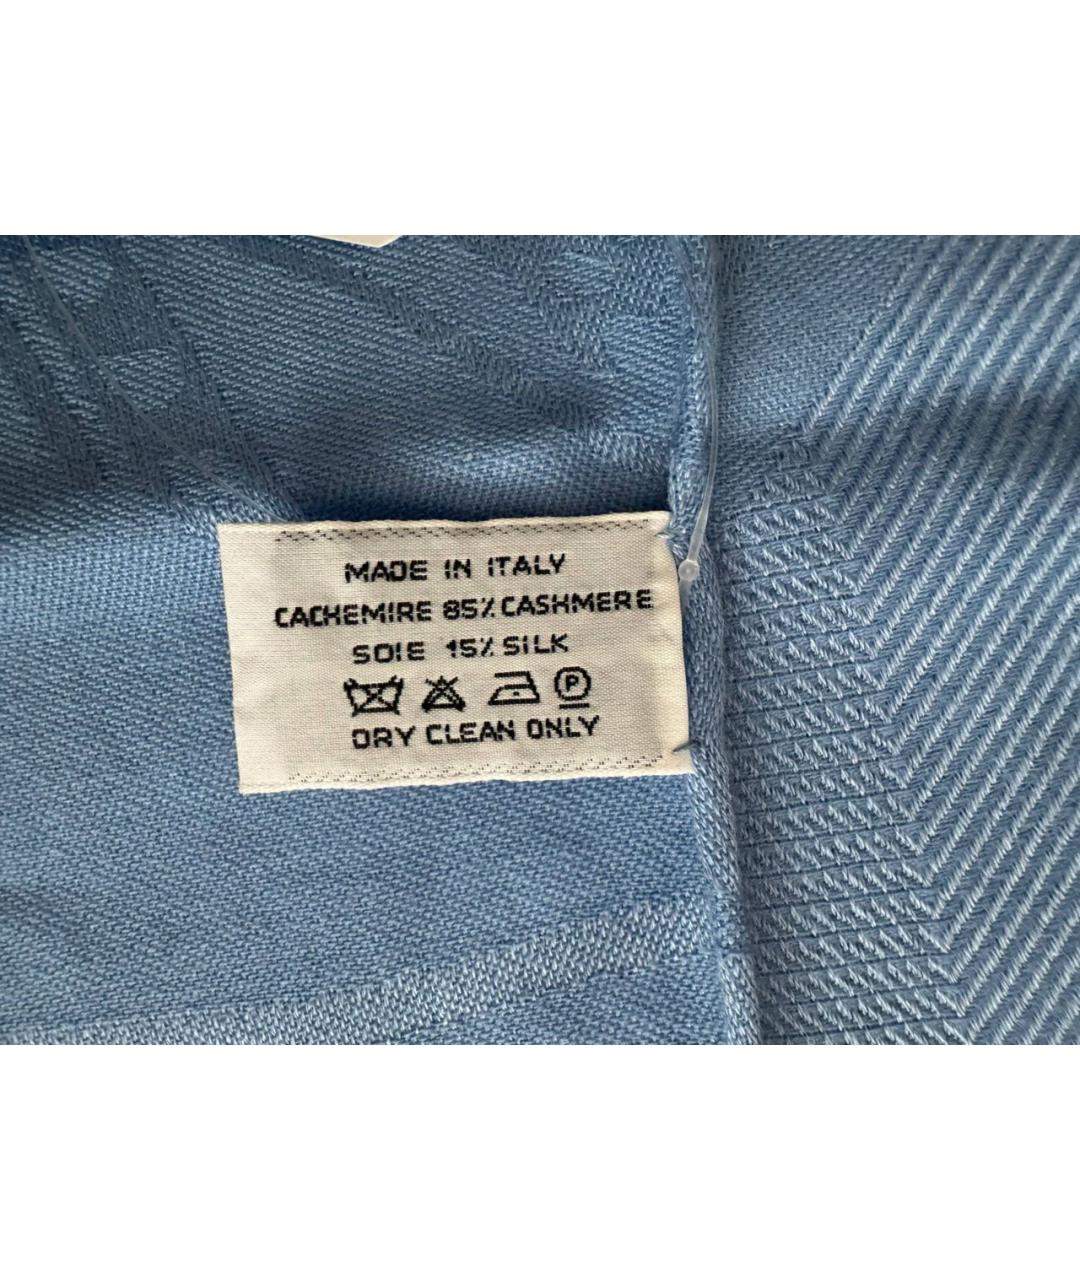 MADE IN ITALY
CACHEMIRE 85% CASHMERE
SOIE 15% SILK
P
DRY CLEAN ONLY